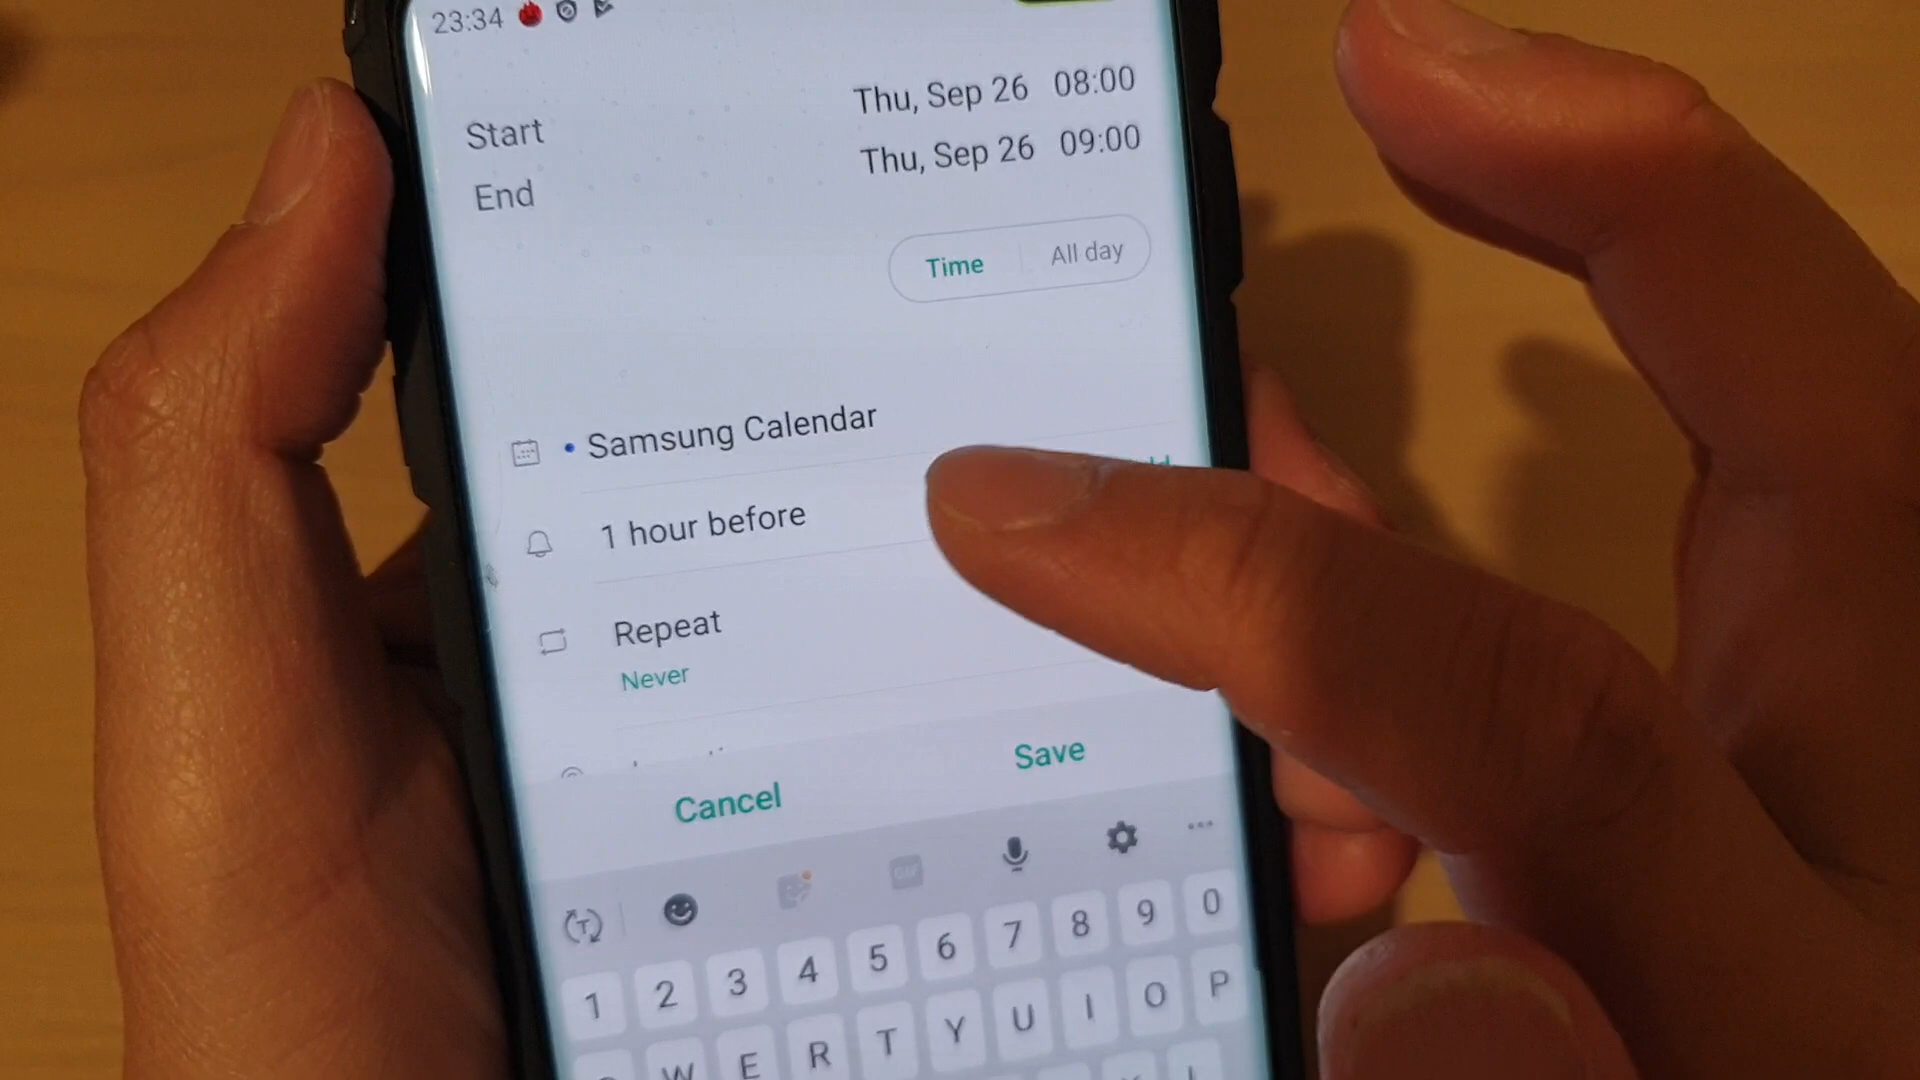 23:34
Start Thu, Sep 26 08:00
End Thu, Sep 26 09:00
Time All day
Samsung Calendar
1 hour before
Repeat
Never
Cancel Save
GIF
1 2 3 4 5 6 7 8 9 0
W E R T Y U I O P